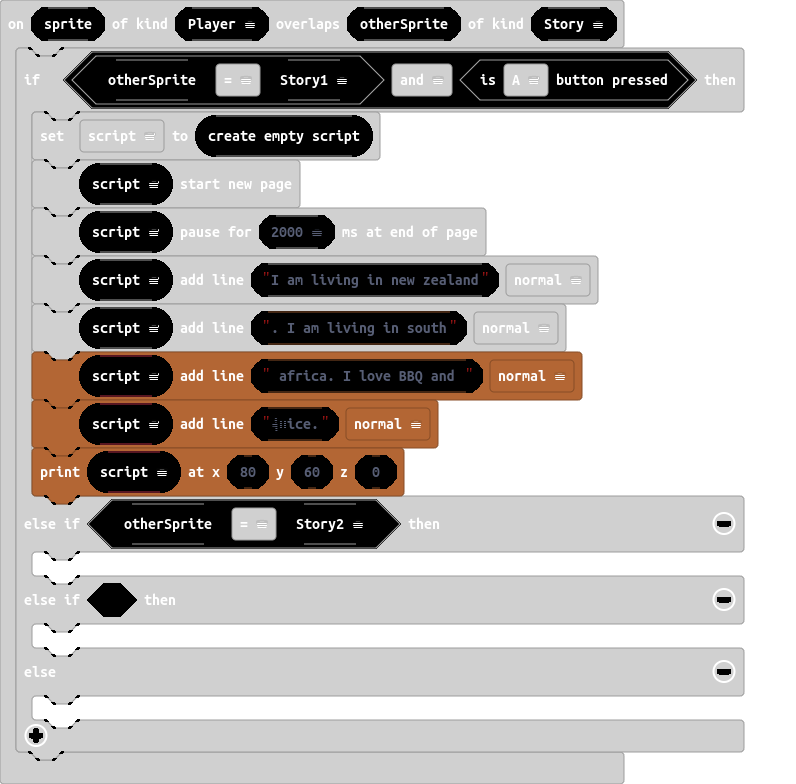 on sprite of kind Player overlaps otherSprite of kind Story
if otherSprite = Story1 and is A button pressed then
set script to create empty script
script start new page
script pause for 2000 ms at end of page
script add line "I am living in new zealand" normal
script add line ". I am living in south" normal
script add line " africa. I love BBQ and " normal
script add line "ice." normal
print script at x 80 y 60 z 0
else if otherSprite = Story2 then
else if then
else